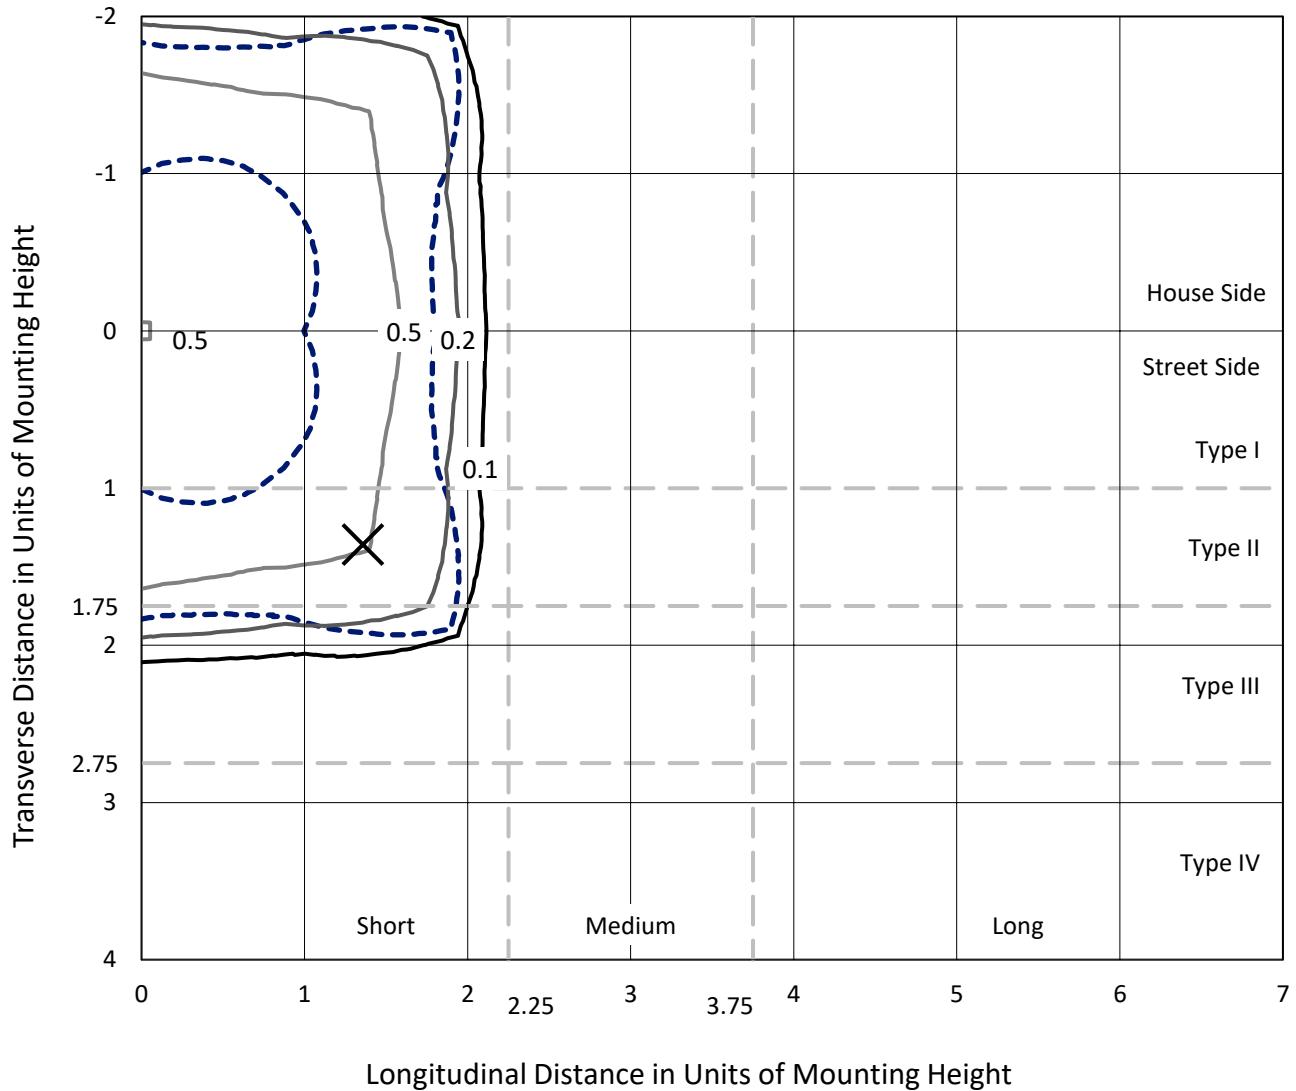 -2
-1
House Side
0
0.5
0.5
0.2
Street Side
Type I
0.1
1
Type II
1.75
2
Type III
2.75
3
Type IV
Short
Medium
Long
4
0
1
2
2.25
3
3.75
4
5
6
7
Transverse Distance in Units of Mounting Height
Longitudinal Distance in Units of Mounting Height